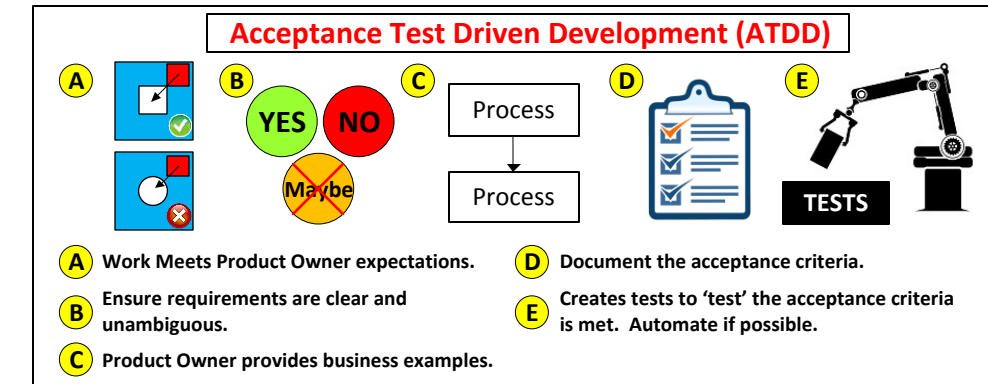 Acceptance Test Driven Development (ATDD)
A
B
C
D
E
YES
NO
Maybe
Process
Process
TESTS
A Work Meets Product Owner expectations.
B Ensure requirements are clear and
unambiguous.
C Product Owner provides business examples.
D Document the acceptance criteria.
E Creates tests to ‘test’ the acceptance criteria
is met.  Automate if possible.